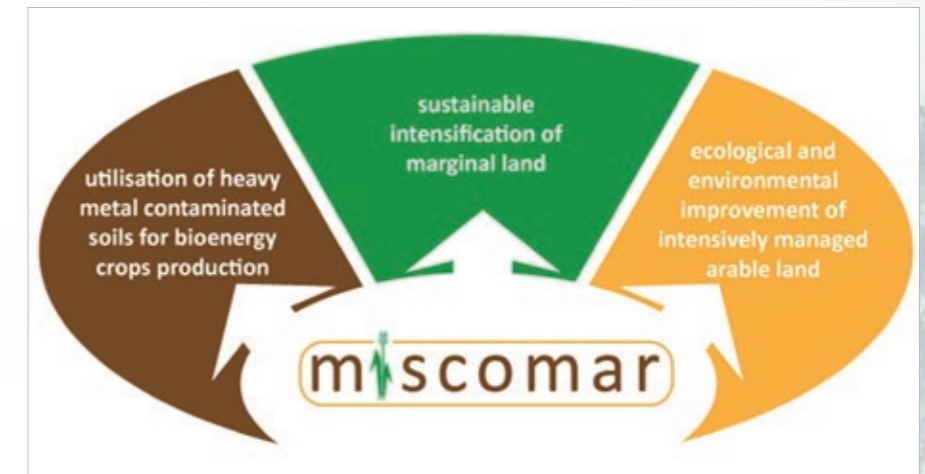 utilisation of heavy
metal contaminated
soils for bioenergy
crops production
sustainable
intensification of
marginal land
ecological and
environmental
improvement of
intensively managed
arable land
miscomar